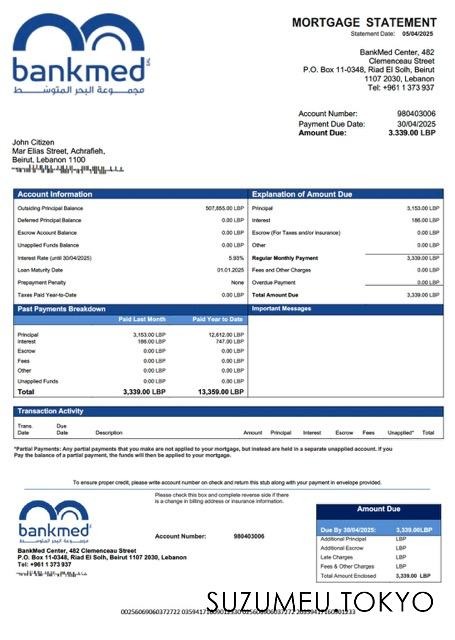 bankmed
مجموعة البحر المتوسط
MORTGAGE STATEMENT
Statement Date: 05/04/2025
BankMed Center, 482
Clemenceau Street
P.O. Box 11-0348, Riad El Solh, Beirut
1107 2030, Lebanon
Tel: +961 1 373 937
Account Number: 980403006
Payment Due Date: 30/04/2025
Amount Due: 3.339.00 LBP
John Citizen
Mar Elias Street, Achrafieh,
Beirut, Lebanon 1100
Account Information
Outsiding Principal Balance 507,655.00 LBP
Deferred Principal Balance 0.00 LBP
Escrow Account Balance 0.00 LBP
Unapplied Funds Balance 0.00 LBP
Interest Rate (until 30/04/2025) 5.93%
Loan Maturity Date 01.01.2025
Prepayment Penalty None
Taxes Paid Year-to-Date 0.00 LBP
Explanation of Amount Due
Principal 3,153.00 LBP
Interest 186.00 LBP
Escrow (For Taxes and/or Insurance) 0.00 LBP
Other 0.00 LBP
Regular Monthly Payment 3,339.00 LBP
Fees and Other Charges 0.00 LBP
Overdue Payment 0.00 LBP
Total Amount Due 3,339.00 LBP
Past Payments Breakdown
Paid Last Month Paid Year to Date
Principal 3,153.00 LBP 12,612.00 LBP
Interest 186.00 LBP 747.00 LBP
Escrow 0.00 LBP 0.00 LBP
Fees 0.00 LBP 0.00 LBP
Other 0.00 LBP 0.00 LBP
Unapplied Funds 0.00 LBP 0.00 LBP
Total 3,339.00 LBP 13,359.00 LBP
Important Messages
Transaction Activity
Trans. Date Due Date Description Amount Principal Interest Escrow Fees Unapplied* Total
*Partial Payments: Any partial payments that you make are not applied to your mortgage, but instead are held in a separate unapplied account. if you
Pay the balance of a partial payment, the funds will then be applied to your mortgage.
To ensure proper credit, please write account number on check and return this stub along with your payment in envelope provided.
Please check this box and complete reverse side if there
is a change in billing address or insurance information.
bankmed
مجموعة البحر المتوسط
Account Number: 980403006
BankMed Center, 482 Clemenceau Street
P.O. Box 11-0348, Riad El Solh, Beirut 1107 2030, Lebanon
Tel: +961 1 373 937
Amount Due
Due By 30/04/2025: 3,339.00LBP
Additional Principal LBP
Additional Escrow LBP
Late Charges LBP
Fees & Other Charges LBP
Total Amount Enclosed 3,339.00 LBP
SUZUMEU TOKYO